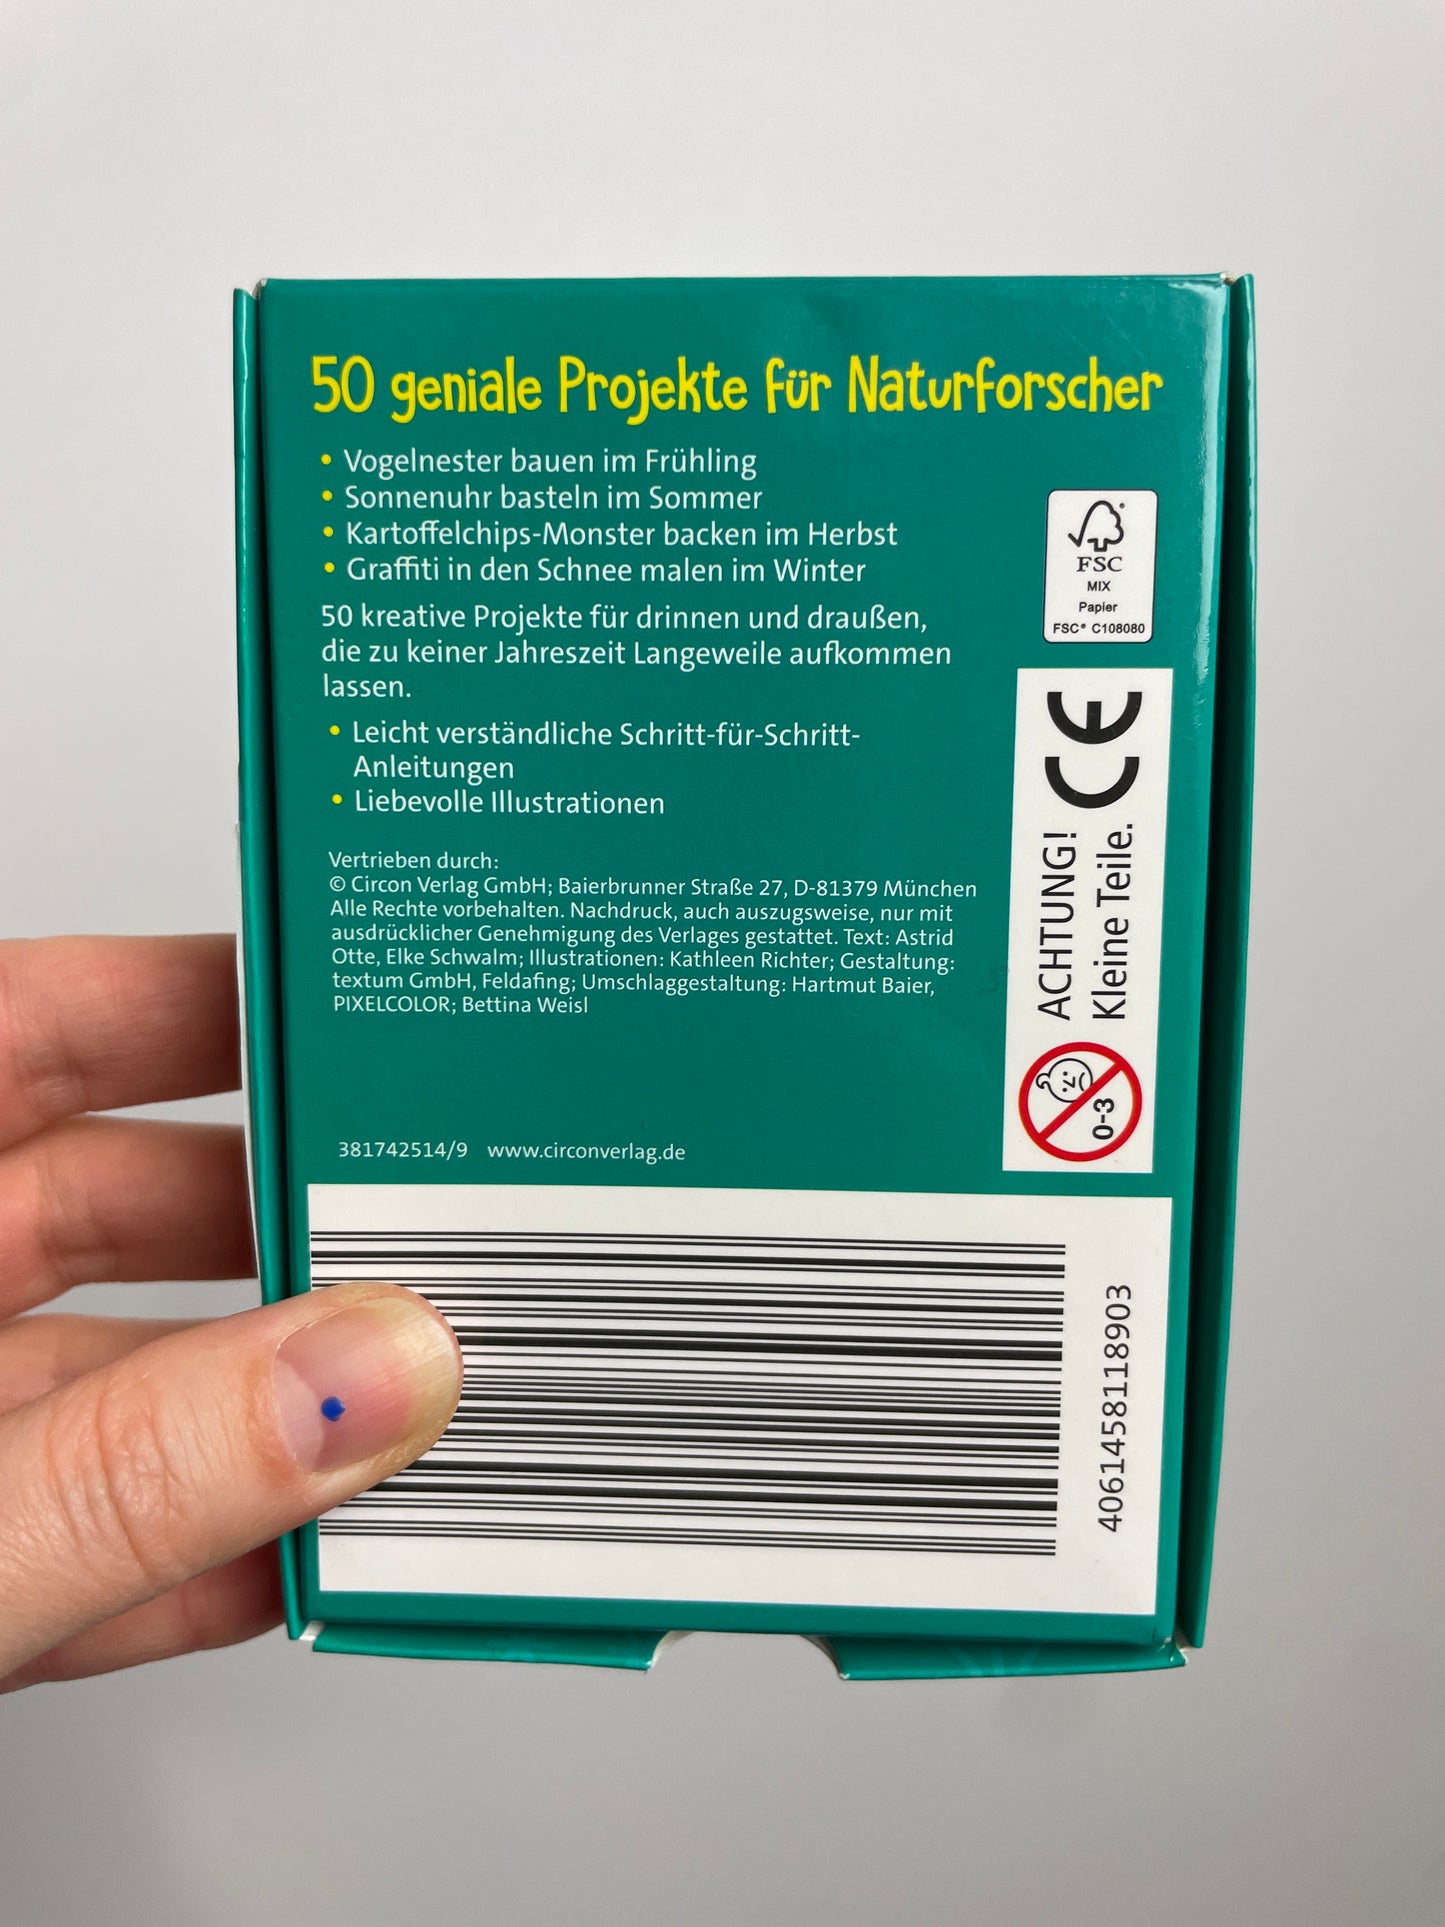 50 geniale Projekte für Naturforscher
• Vogelnester bauen im Frühling
• Sonnenuhr basteln im Sommer
• Kartoffelchips-Monster backen im Herbst
• Graffiti in den Schnee malen im Winter
50 kreative Projekte für drinnen und draußen,
die zu keiner Jahreszeit Langeweile aufkommen
lassen.
• Leicht verständliche Schritt-für-Schritt-
Anleitungen
• Liebevolle Illustrationen
Vertrieben durch:
© Circon Verlag GmbH; Baierbrunner Straße 27, D-81379 München
Alle Rechte vorbehalten. Nachdruck, auch auszugsweise, nur mit
ausdrücklicher Genehmigung des Verlages gestattet. Text: Astrid
Otte, Elke Schwalm; Illustrationen: Kathleen Richter; Gestaltung:
textum GmbH, Feldafing; Umschlaggestaltung: Hartmut Baier,
PIXELCOLOR; Bettina Weisl
381742514/9 www.circonverlag.de
FSC
MIX
Papier
FSC® C108080
CE
ACHTUNG!
Kleine Teile.
0-3
4061458118903